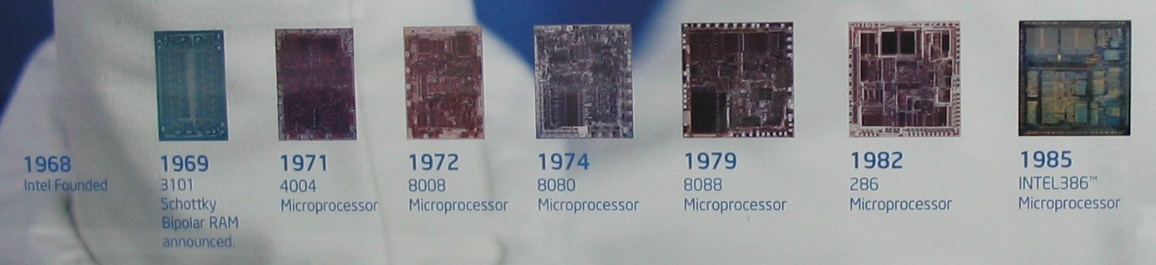 1968
Intel Founded
1969
3101
Schottky
Bipolar RAM
announced.
1971
4004
Microprocessor
1972
8008
Microprocessor
1974
8080
Microprocessor
1979
8088
Microprocessor
1982
286
Microprocessor
1985
INTEL386™
Microprocessor